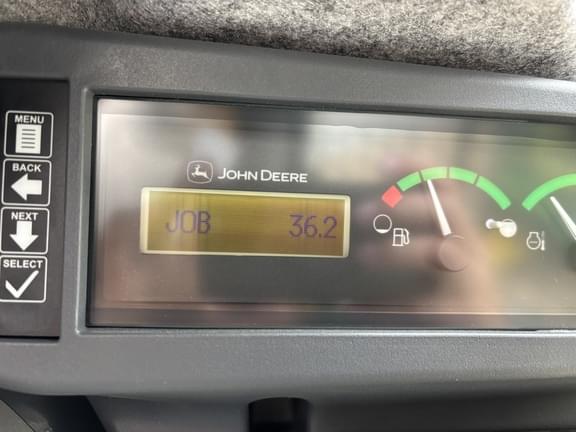 MENU
BACK
NEXT
SELECT
JOHN DEERE
JOB 36.2